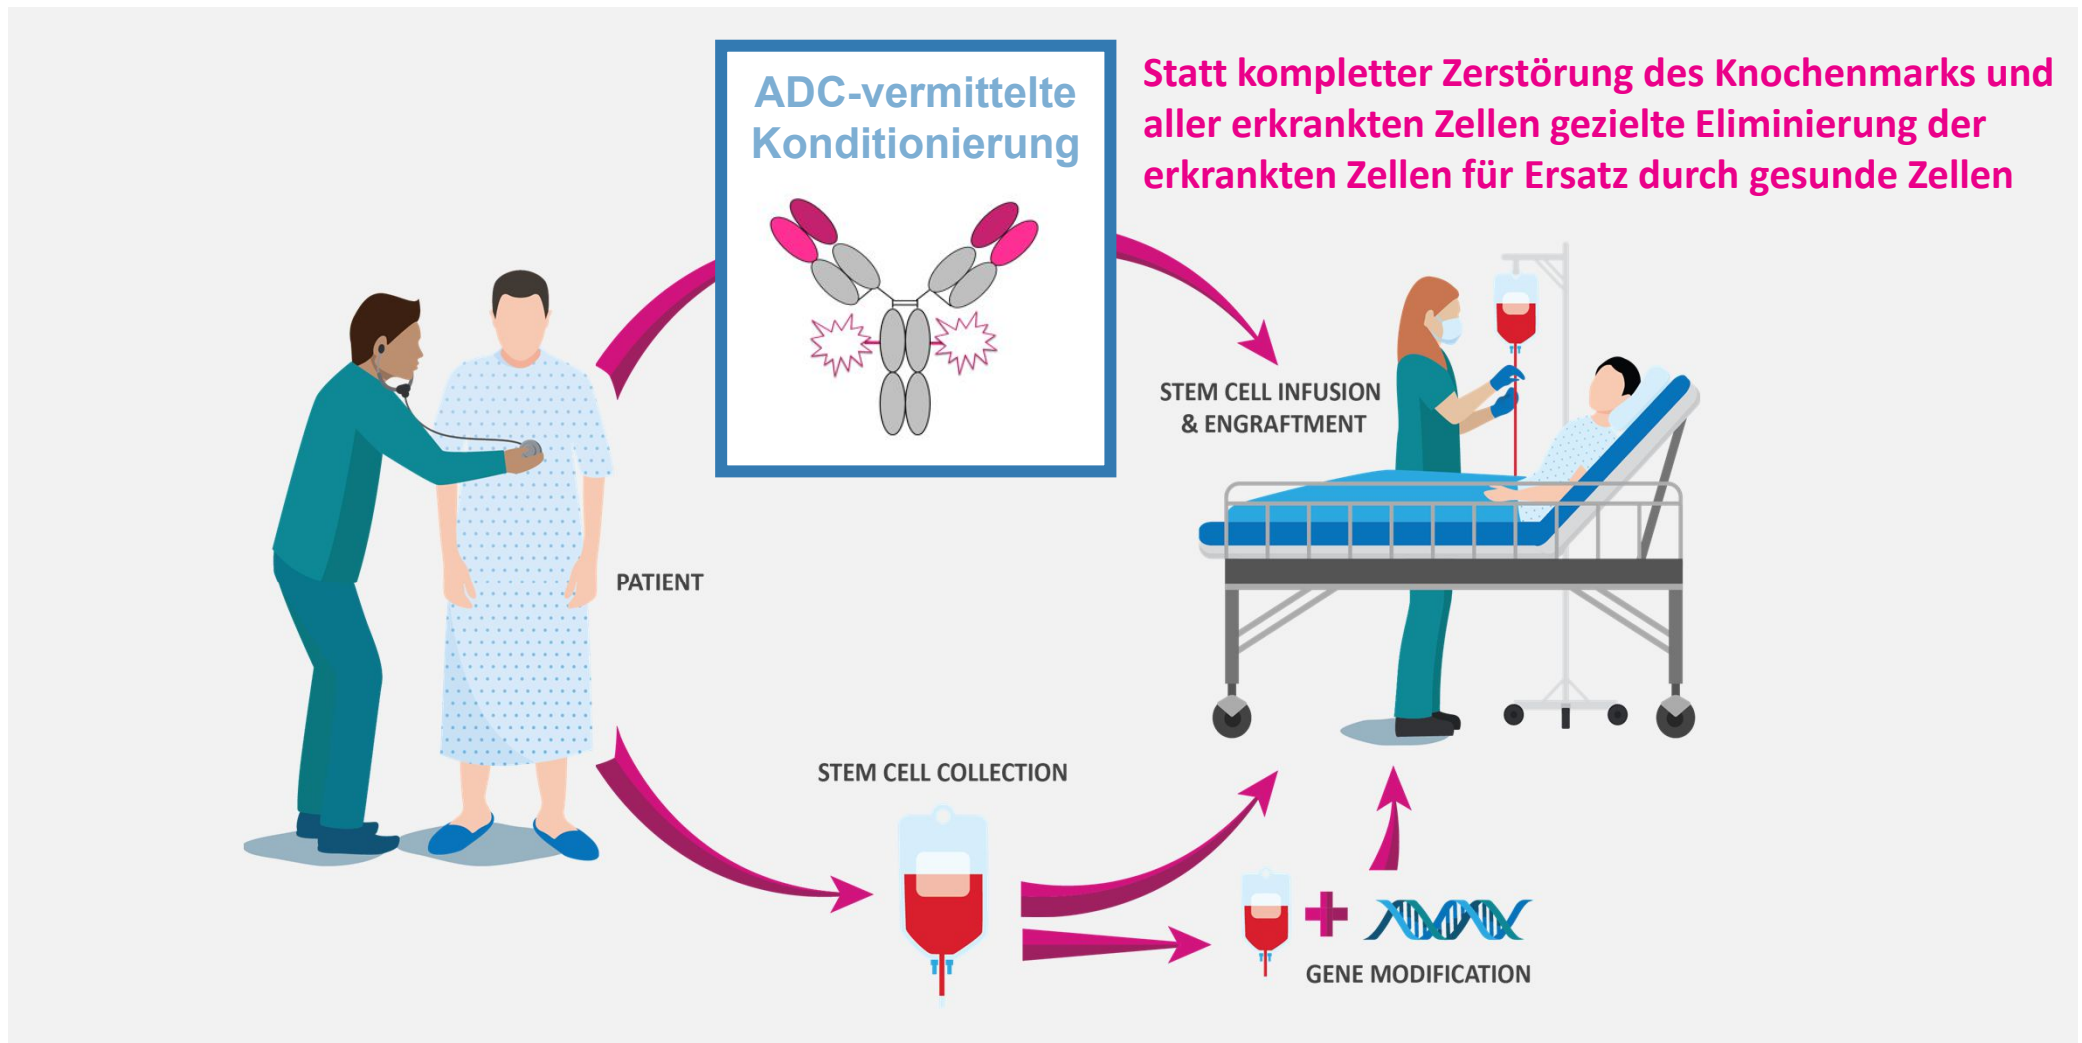 ADC-vermittelte
Konditionierung
Statt kompletter Zerstörung des Knochenmarks und
aller erkrankten Zellen gezielte Eliminierung der
erkrankten Zellen für Ersatz durch gesunde Zellen
STEM CELL INFUSION
& ENGRAFTMENT
PATIENT
STEM CELL COLLECTION
GENE MODIFICATION